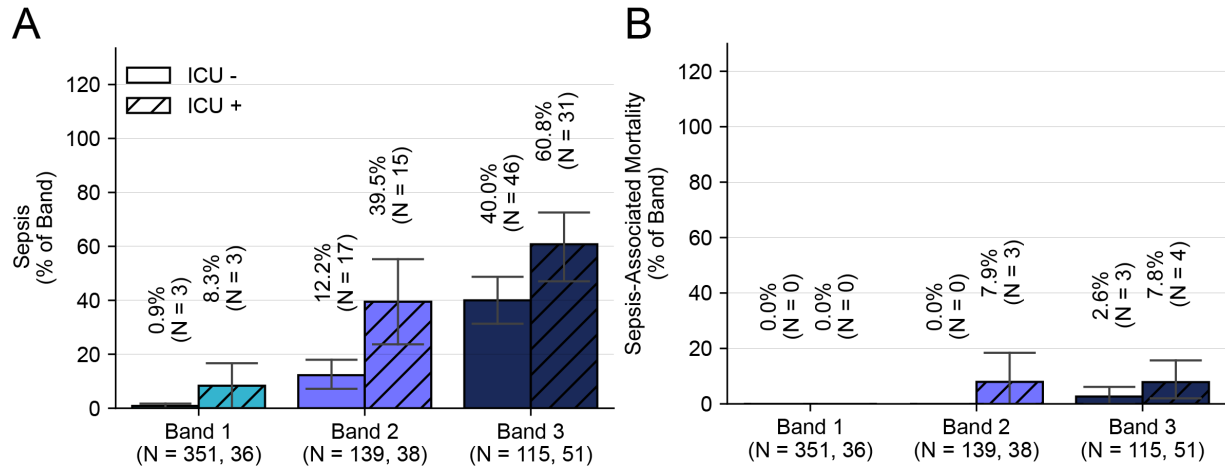 A
Sepsis
(% of Band)
120
100
80
60
40
20
0
ICU -
ICU +
0.9%
(N = 3)
8.3%
(N = 3)
12.2%
(N = 17)
39.5%
(N = 15)
40.0%
(N = 46)
60.8%
(N = 31)
Band 1
(N = 351, 36)
Band 2
(N = 139, 38)
Band 3
(N = 115, 51)
B
Sepsis-Associated Mortality
(% of Band)
120
100
80
60
40
20
0
0.0%
(N = 0)
0.0%
(N = 0)
0.0%
(N = 0)
7.9%
(N = 3)
2.6%
(N = 3)
7.8%
(N = 4)
Band 1
(N = 351, 36)
Band 2
(N = 139, 38)
Band 3
(N = 115, 51)